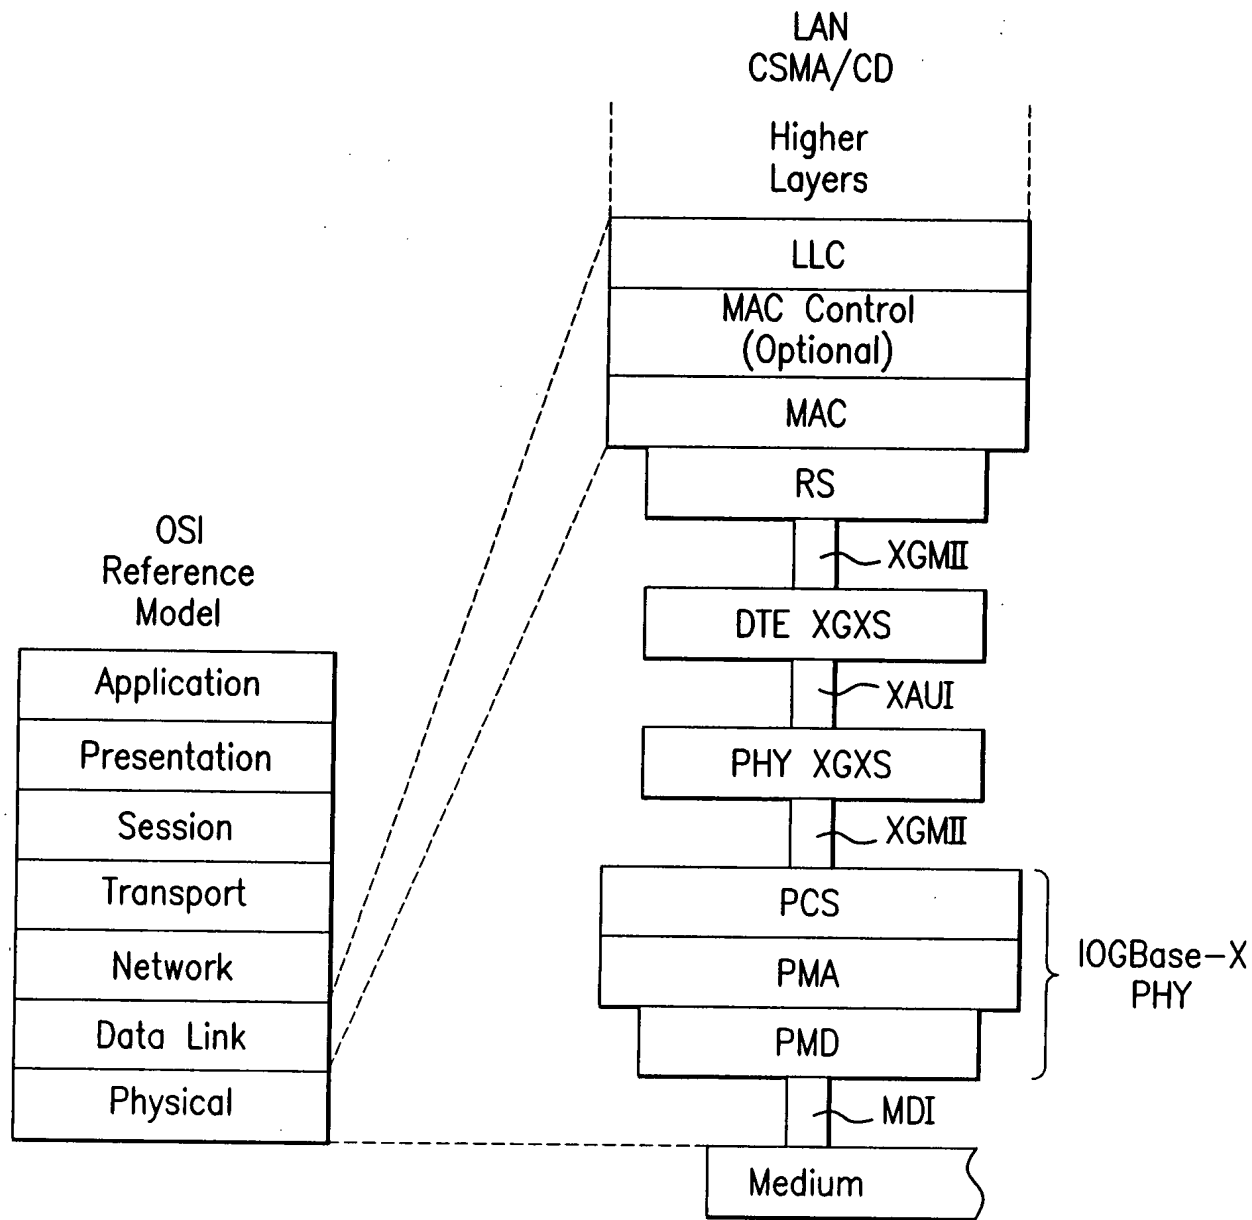 LAN
CSMA/CD
Higher
Layers
LLC
MAC Control
(Optional)
MAC
RS
XGMII
DTE XGXS
XAUI
PHY XGXS
XGMII
PCS
PMA
PMD
10GBase-X
PHY
MDI
Medium
OSI
Reference
Model
Application
Presentation
Session
Transport
Network
Data Link
Physical